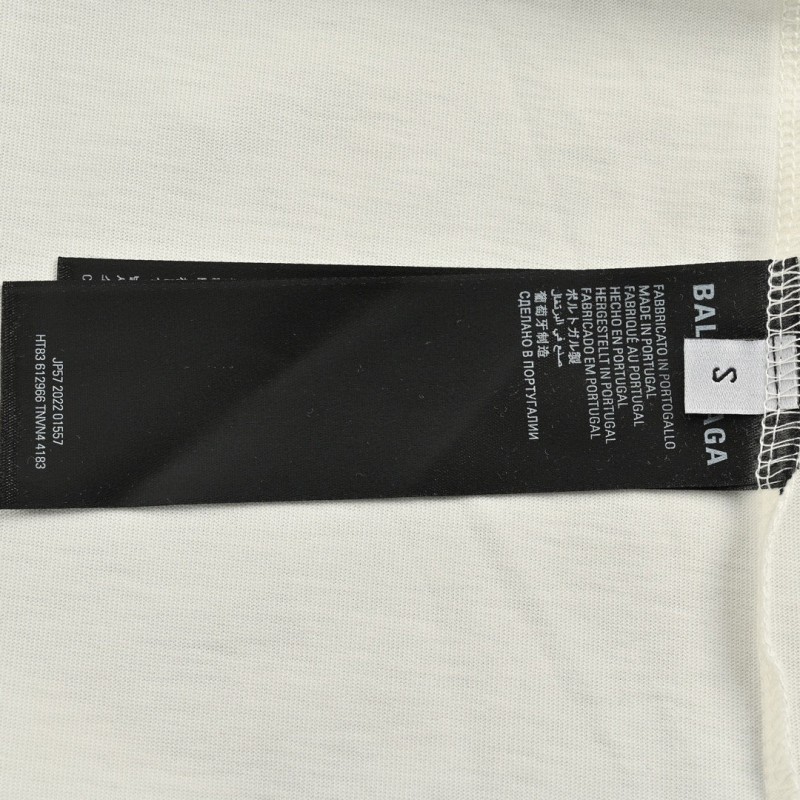 BAL AGA
S
FABBRICATO IN PORTOGALLO
MADE IN PORTUGAL
FABRIQUÉ AU PORTUGAL
HECHO EN PORTUGAL
HERGESTELLT IN PORTUGAL
FABRICADO EM PORTUGAL
ポルトガル製
صنع في البرتغال
葡萄牙制造
СДЕЛАНО В ПОРТУГАЛИИ
JP57 2022 01557
HT83 612966 TNVN4 4183